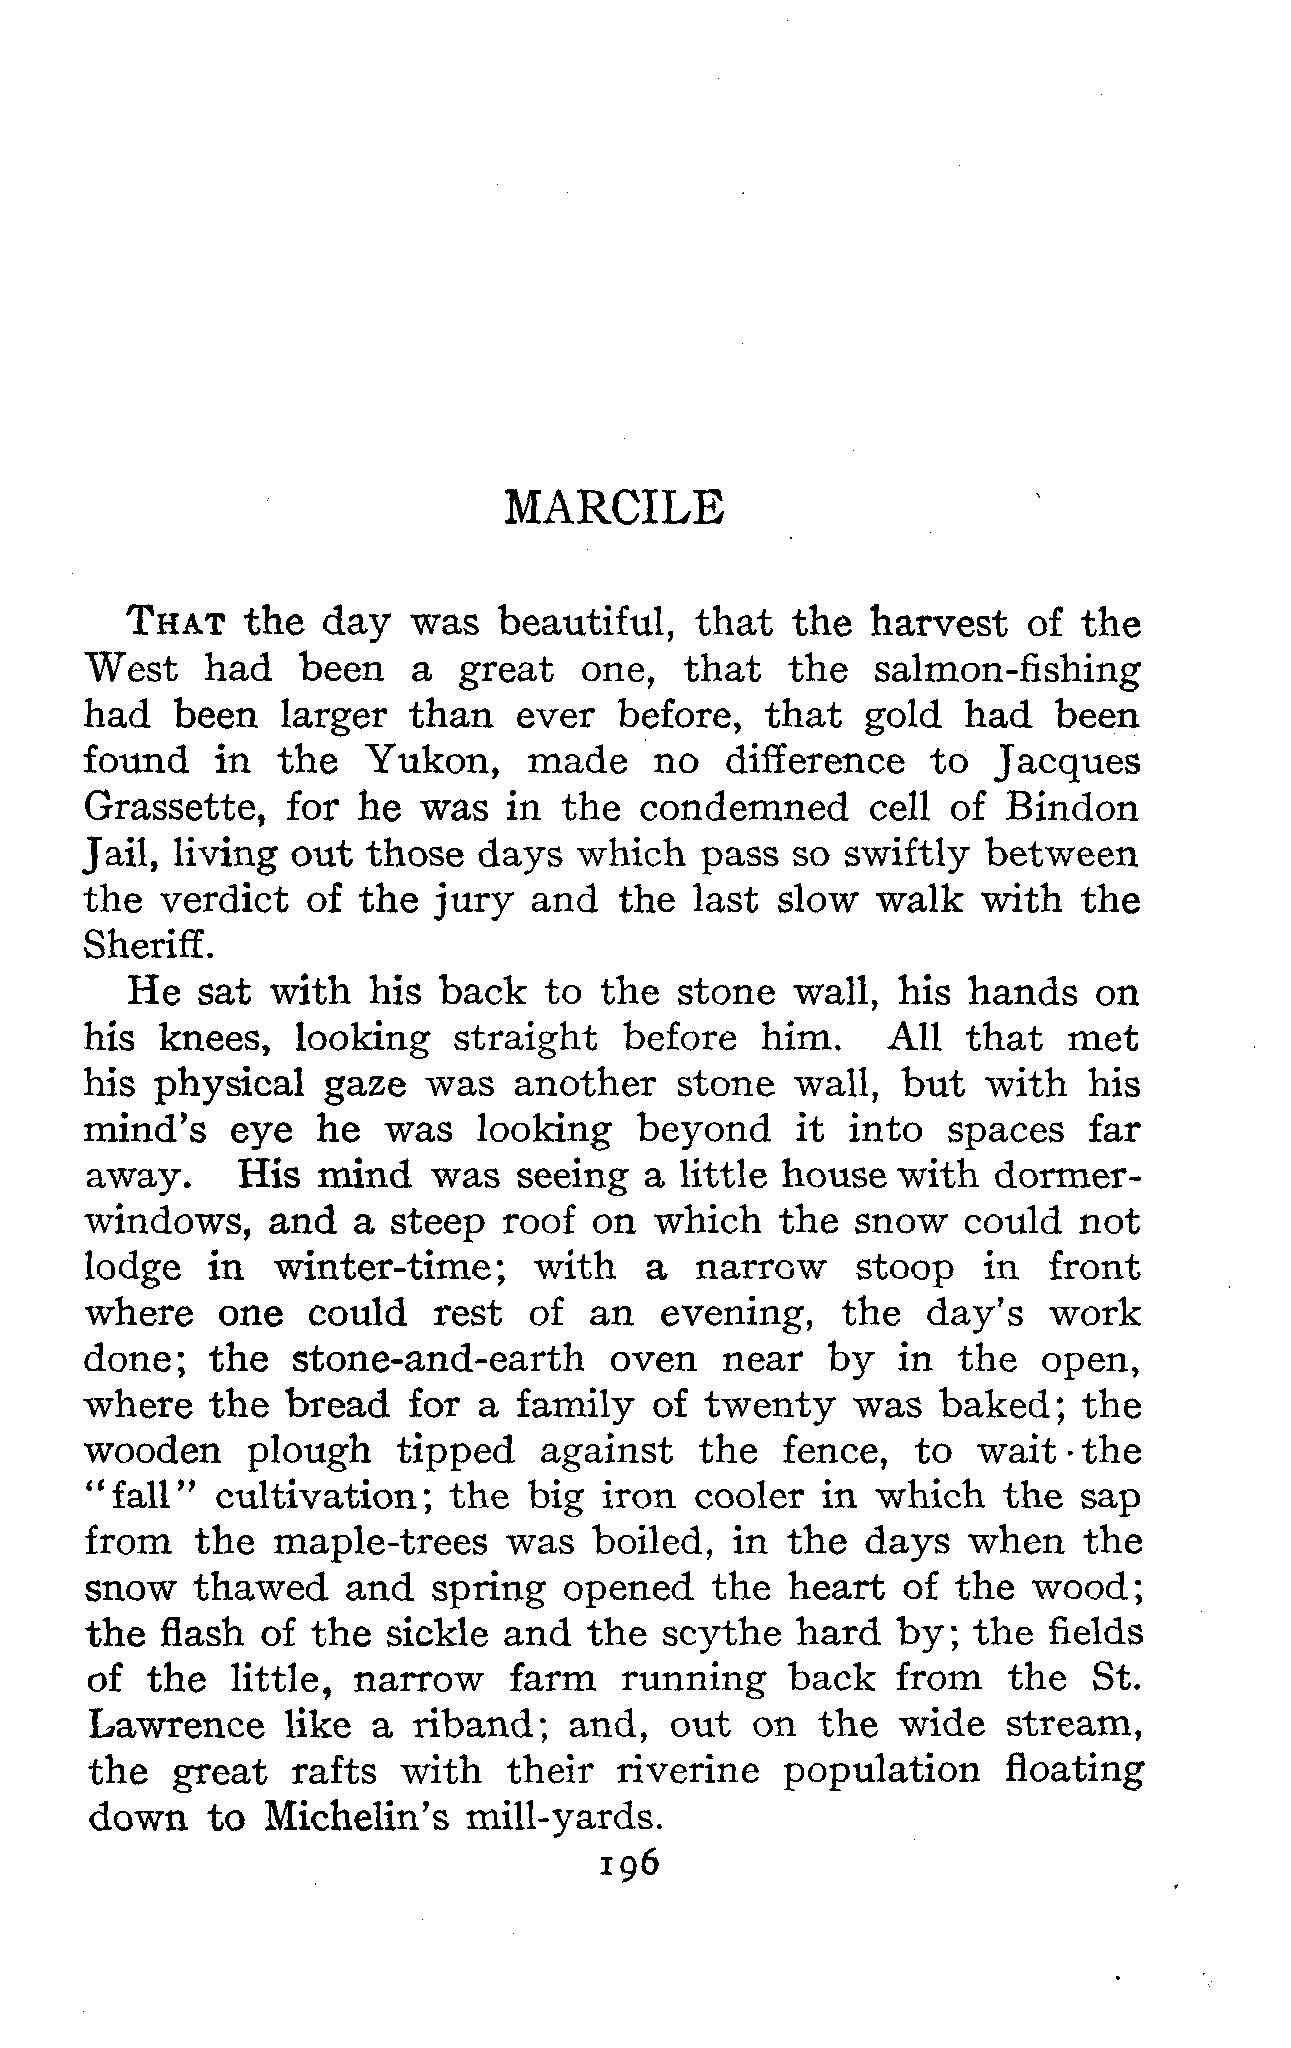 MARCILE
THAT the day was beautiful, that the harvest of the
West had been a great one, that the salmon-fishing
had been larger than ever before, that gold had been
found in the Yukon, made no difference to Jacques
Grassette, for he was in the condemned cell of Bindon
Jail, living out those days which pass so swiftly between
the verdict of the jury and the last slow walk with the
Sheriff.
He sat with his back to the stone wall, his hands on
his knees, looking straight before him. All that met
his physical gaze was another stone wall, but with his
mind's eye he was looking beyond it into spaces far
away. His mind was seeing a little house with dormer-
windows, and a steep roof on which the snow could not
lodge in winter-time; with a narrow stoop in front
where one could rest of an evening, the day's work
done; the stone-and-earth oven near by in the open,
where the bread for a family of twenty was baked; the
wooden plough tipped against the fence, to wait the
"fall" cultivation; the big iron cooler in which the sap
from the maple-trees was boiled, in the days when the
snow thawed and spring opened the heart of the wood;
the flash of the sickle and the scythe hard by; the fields
of the little, narrow farm running back from the St.
Lawrence like a riband; and, out on the wide stream,
the great rafts with their riverine population floating
down to Michelin's mill-yards.
196